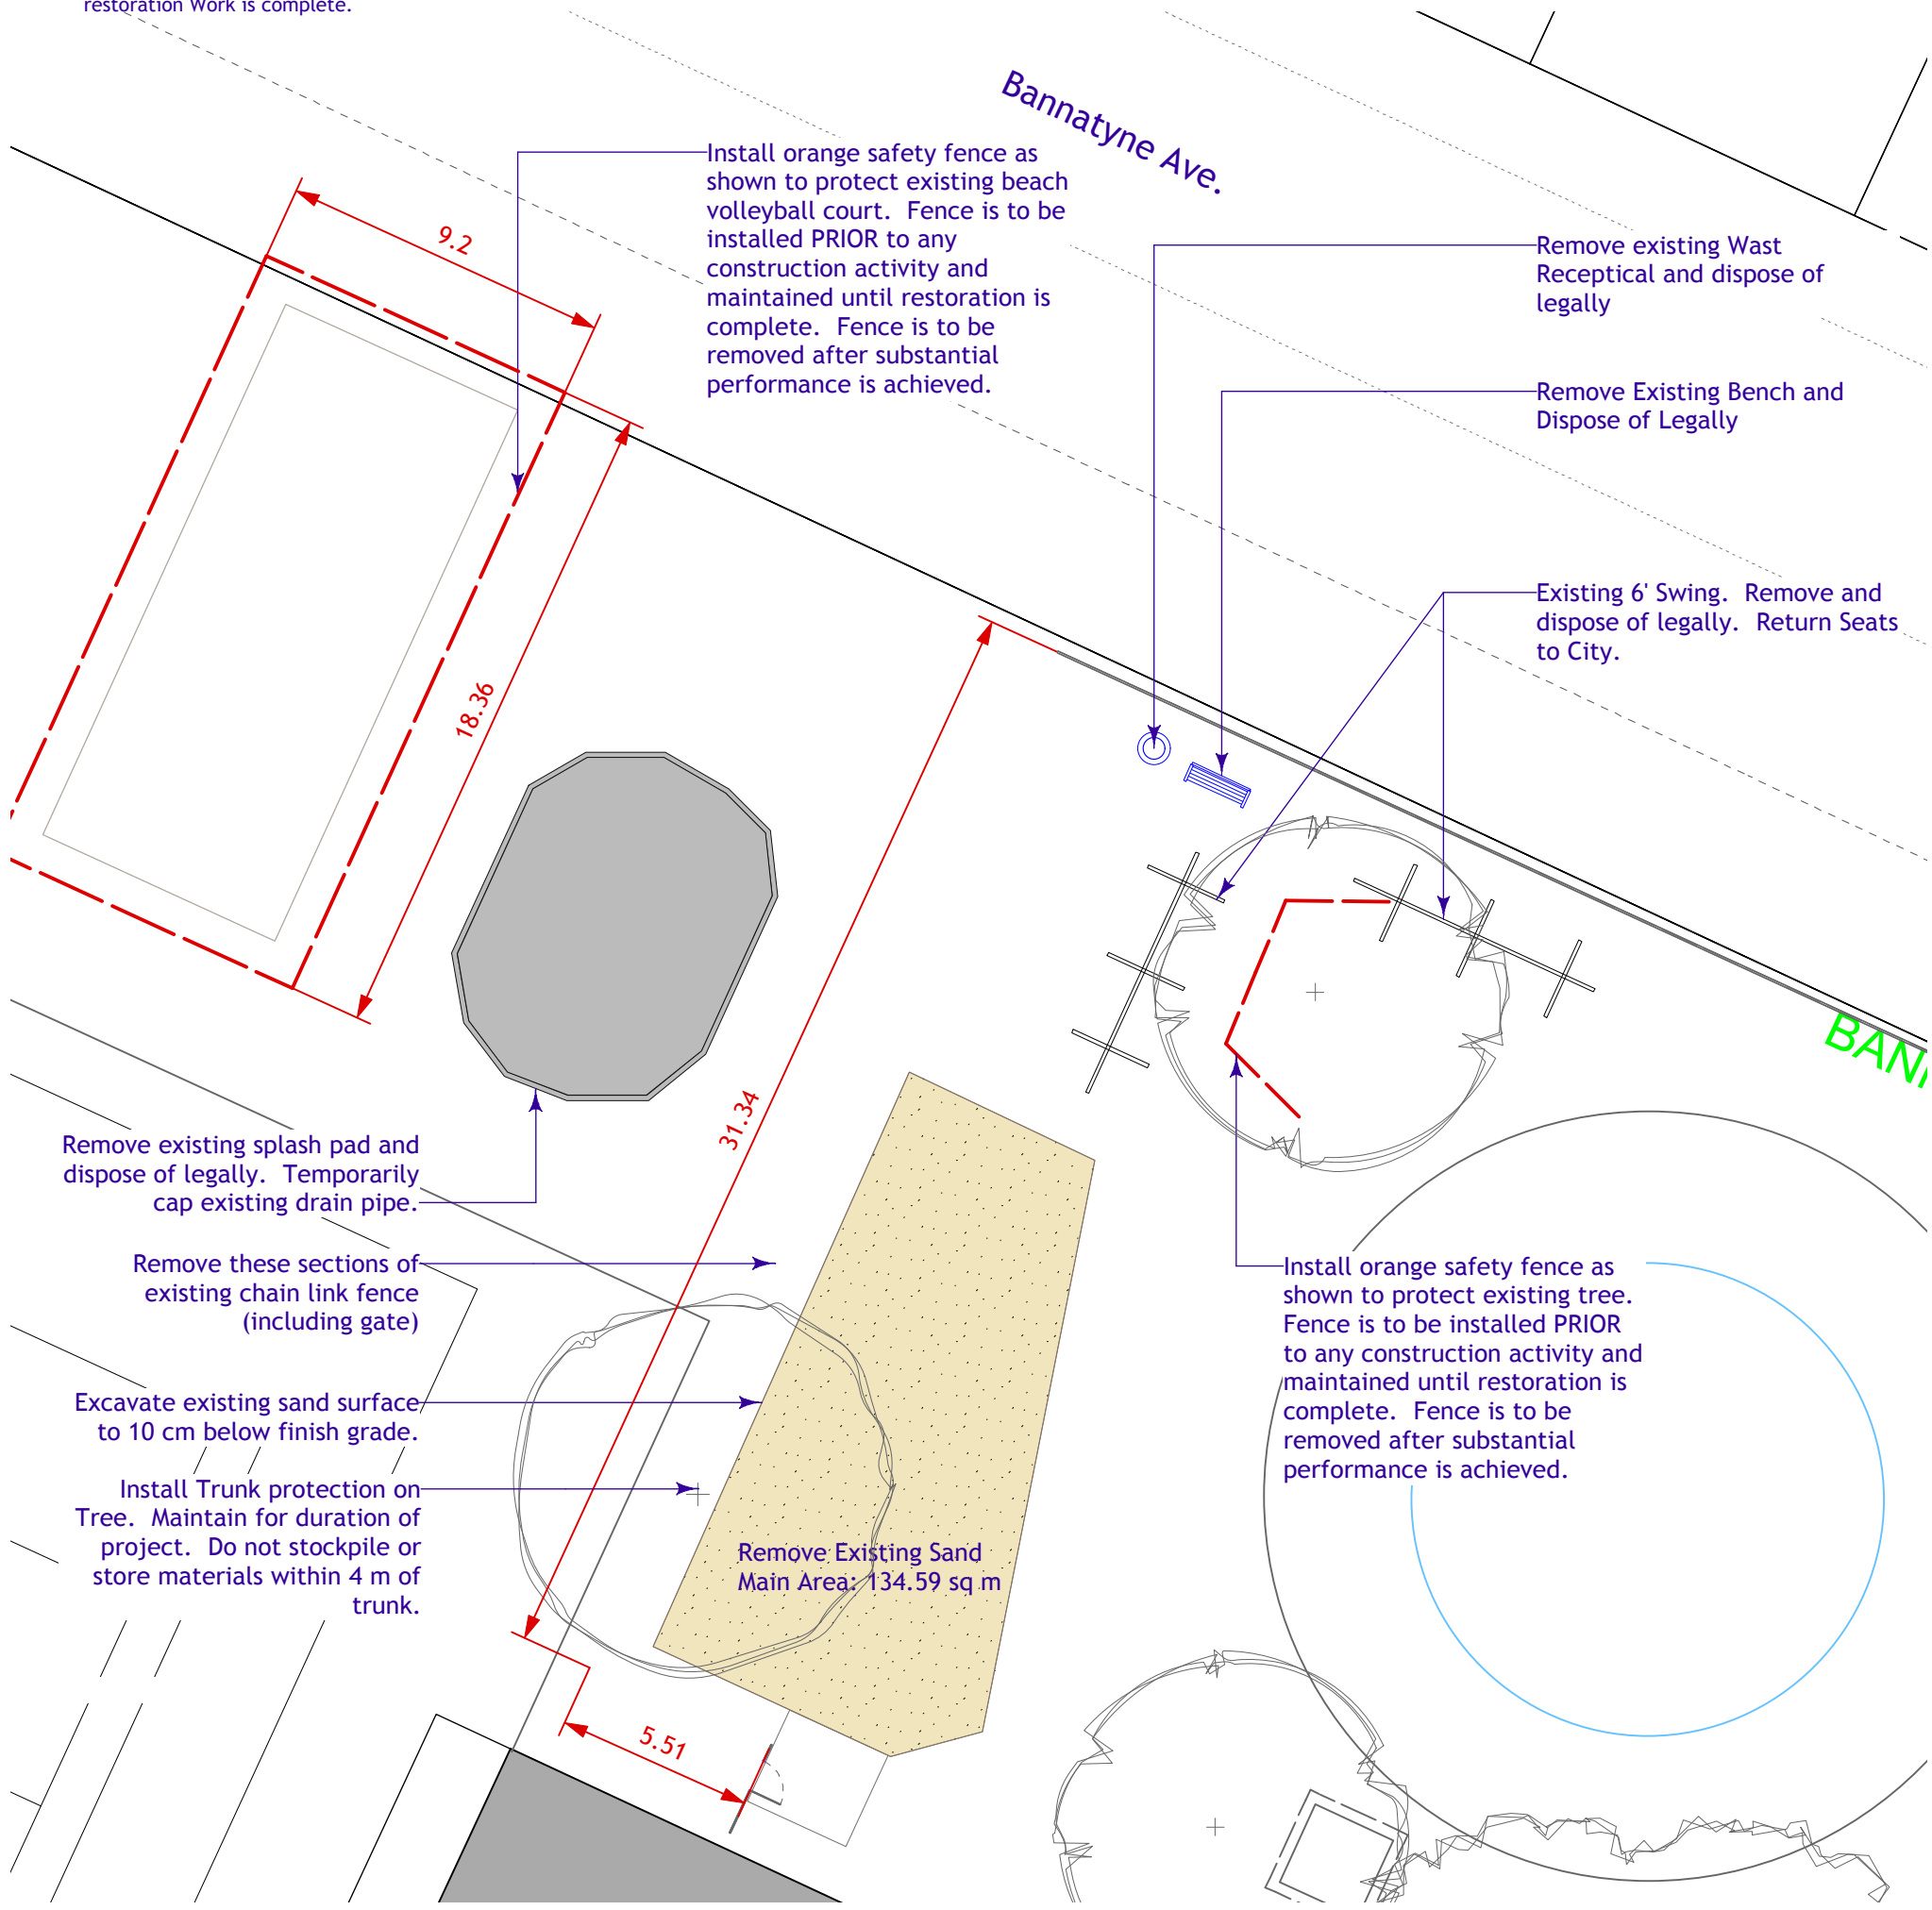 restoration Work is complete.
Bannatyne Ave.
Install orange safety fence as
shown to protect existing beach
volleyball court. Fence is to be
installed PRIOR to any
construction activity and
maintained until restoration is
complete. Fence is to be
removed after substantial
performance is achieved.
9.2
Remove existing Wast
Receptical and dispose of
legally
Remove Existing Bench and
Dispose of Legally
Existing 6' Swing. Remove and
dispose of legally. Return Seats
to City.
18.36
31.34
Remove existing splash pad and
dispose of legally. Temporarily
cap existing drain pipe.
Remove these sections of
existing chain link fence
(including gate)
Excavate existing sand surface
to 10 cm below finish grade.
Install Trunk protection on
Tree. Maintain for duration of
project. Do not stockpile or
store materials within 4 m of
trunk.
Install orange safety fence as
shown to protect existing tree.
Fence is to be installed PRIOR
to any construction activity and
maintained until restoration is
complete. Fence is to be
removed after substantial
performance is achieved.
Remove Existing Sand
Main Area: 134.59 sq m
5.51